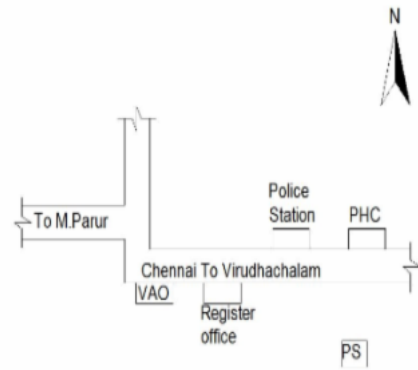 N
Police
Station
PHC
To M.Parur
Chennai To Virudhachalam
VAO
Register
office
PS